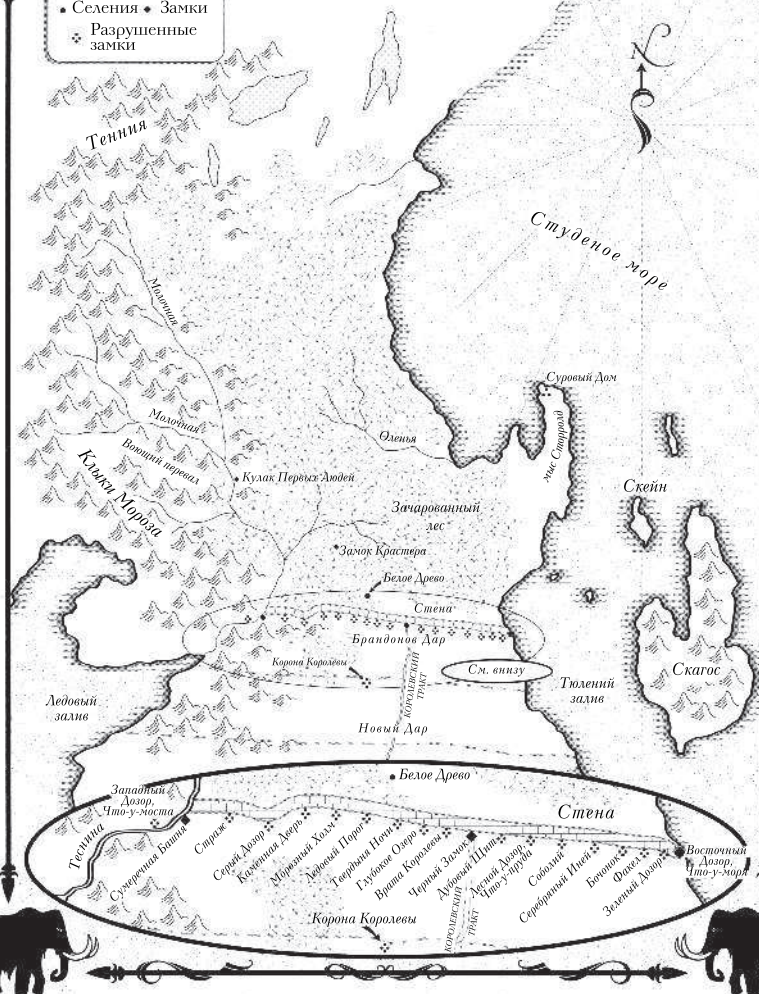 Селения
Замки
Разрушенные
замки
N
Тенния
Студеное море
Молочная
Суровый Дом
Молочная
Оленья
мыс Сторролд
Воющий перевал
Клыки Мороза
Кулак Первых Людей
Скейн
Зачарованный
лес
Замок Крастера
Белое Древо
Стена
Брандонов Дар
Корона Королевы
КОРОЛЕВСКИЙ
ТРАКТ
См. внизу
Скагос
Тюлений
залив
Ледовый
залив
Новый Дар
Белое Древо
Западный
Дозор,
Что-у-моста
Стена
Теснина
Сумеречная Башня
Страж
Серый Дозор
Каменная Дверь
Морозный Холм
Ледовый Порог
Твердыня Ночи
Глубокое Озеро
Врата Королевы
Черный Замок
Дубовый Щит
Лесной Дозор,
Что-у-пруда
Соболий
Серебряный Иней
Бочонок
Факел
Зеленый Дозор
Восточный
Дозор,
Что-у-моря
Корона Королевы
КОРОЛЕВСКИЙ
ТРАКТ